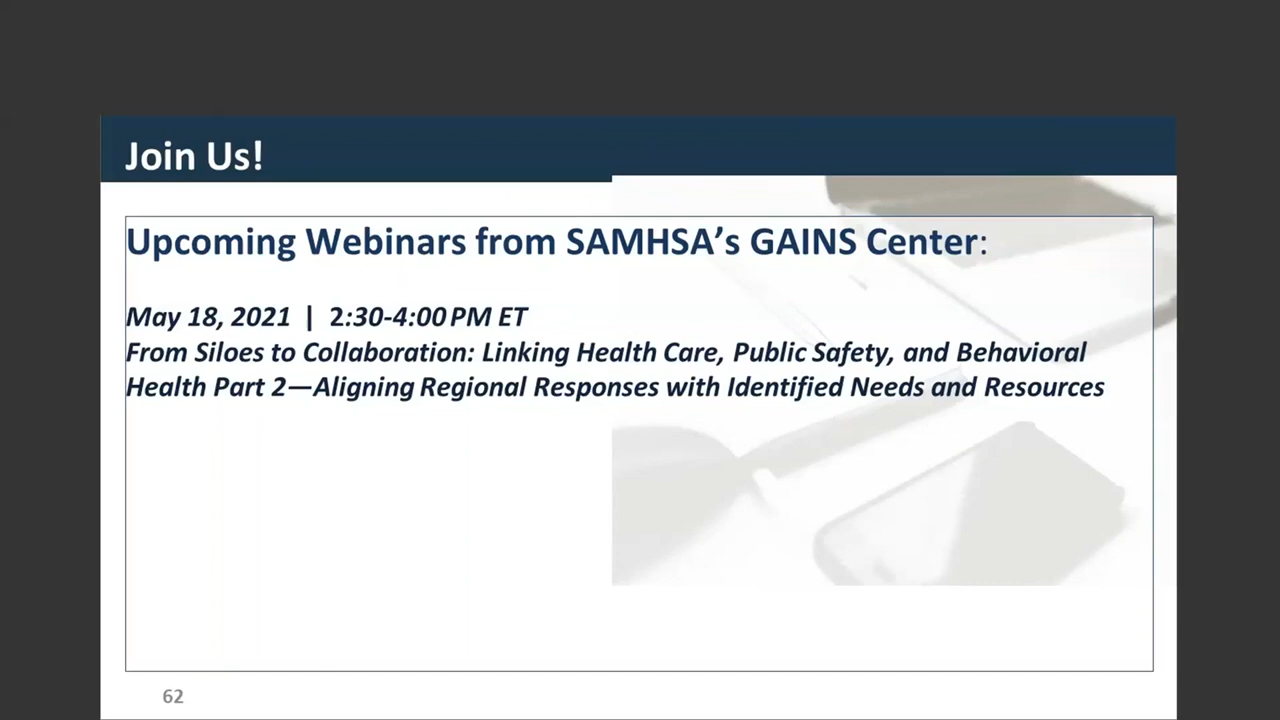 Join Us!
Upcoming Webinars from SAMHSA’s GAINS Center:
May 18, 2021 | 2:30-4:00 PM ET
From Siloes to Collaboration: Linking Health Care, Public Safety, and Behavioral
Health Part 2—Aligning Regional Responses with Identified Needs and Resources
62